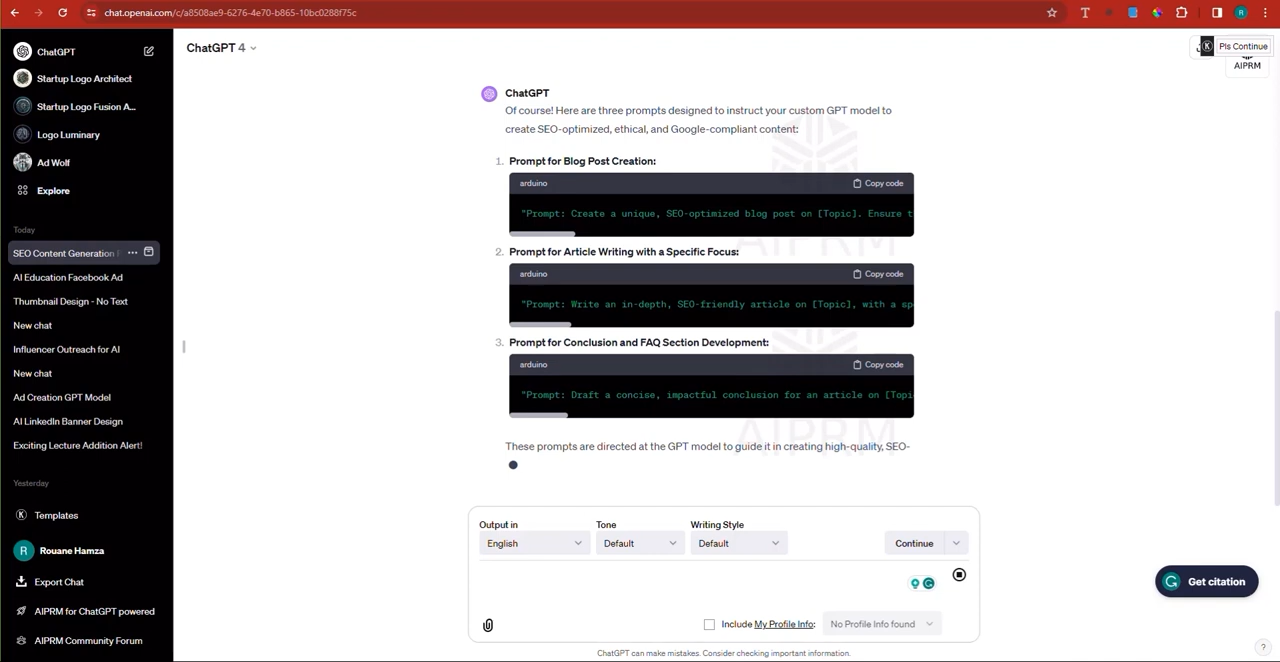 chat.openai.com/c/a8508ae9-6276-4e70-b865-10bc0288f75c
ChatGPT
Startup Logo Architect
Startup Logo Fusion A...
Logo Luminary
Ad Wolf
Explore
Today
SEO Content Generation
AI Education Facebook Ad
Thumbnail Design - No Text
New chat
Influencer Outreach for AI
New chat
Ad Creation GPT Model
AI LinkedIn Banner Design
Exciting Lecture Addition Alert!
Yesterday
Templates
R Rouane Hamza
Export Chat
AIPRM for ChatGPT powered
AIPRM Community Forum
ChatGPT 4
Pls Continue
AIPRM
ChatGPT
Of course! Here are three prompts designed to instruct your custom GPT model to
create SEO-optimized, ethical, and Google-compliant content:
1. Prompt for Blog Post Creation:
arduino Copy code
"Prompt: Create a unique, SEO-optimized blog post on [Topic]. Ensure t
AIPRM
2. Prompt for Article Writing with a Specific Focus:
arduino Copy code
"Prompt: Write an in-depth, SEO-friendly article on [Topic], with a sp
3. Prompt for Conclusion and FAQ Section Development:
arduino Copy code
"Prompt: Draft a concise, impactful conclusion for an article on [Topi
AIPRM
These prompts are directed at the GPT model to guide it in creating high-quality, SEO-
Output in Tone Writing Style
English Default Default Continue
Get citation
Include My Profile Info: No Profile Info found
ChatGPT can make mistakes. Consider checking important information.
?